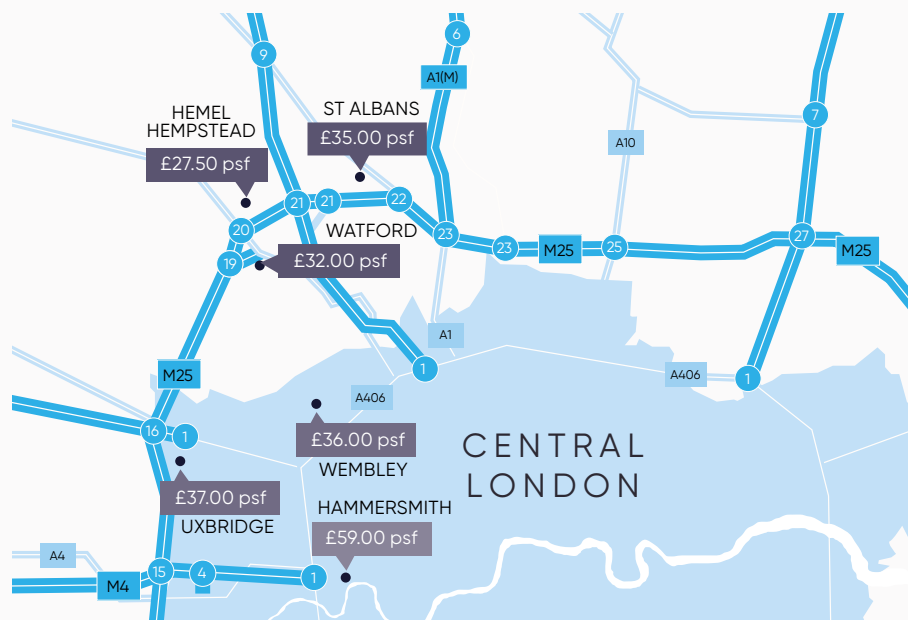 6
9
A1(M)
ST ALBANS
HEMEL
HEMPSTEAD
7
£35.00 psf
A10
£27.50 psf
22
21
21
20
WATFORD
23
27
23
M25
25
M25
19
£32.00 psf
A1
1
M25
A406
1
A406
16
1
£36.00 psf
CENTRAL
LONDON
WEMBLEY
£37.00 psf
HAMMERSMITH
UXBRIDGE
£59.00 psf
A4
15
4
1
M4